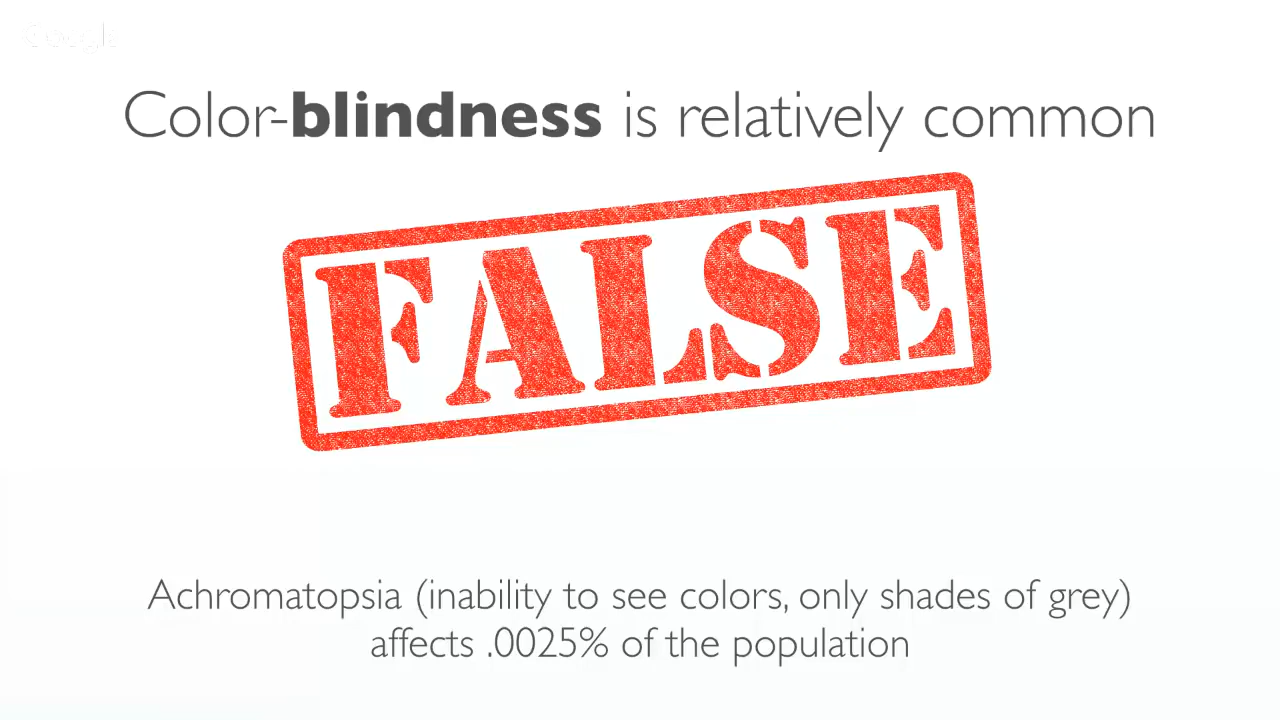 Google
Color-blindness is relatively common
FALSE
Achromatopsia (inability to see colors, only shades of grey)
affects .0025% of the population